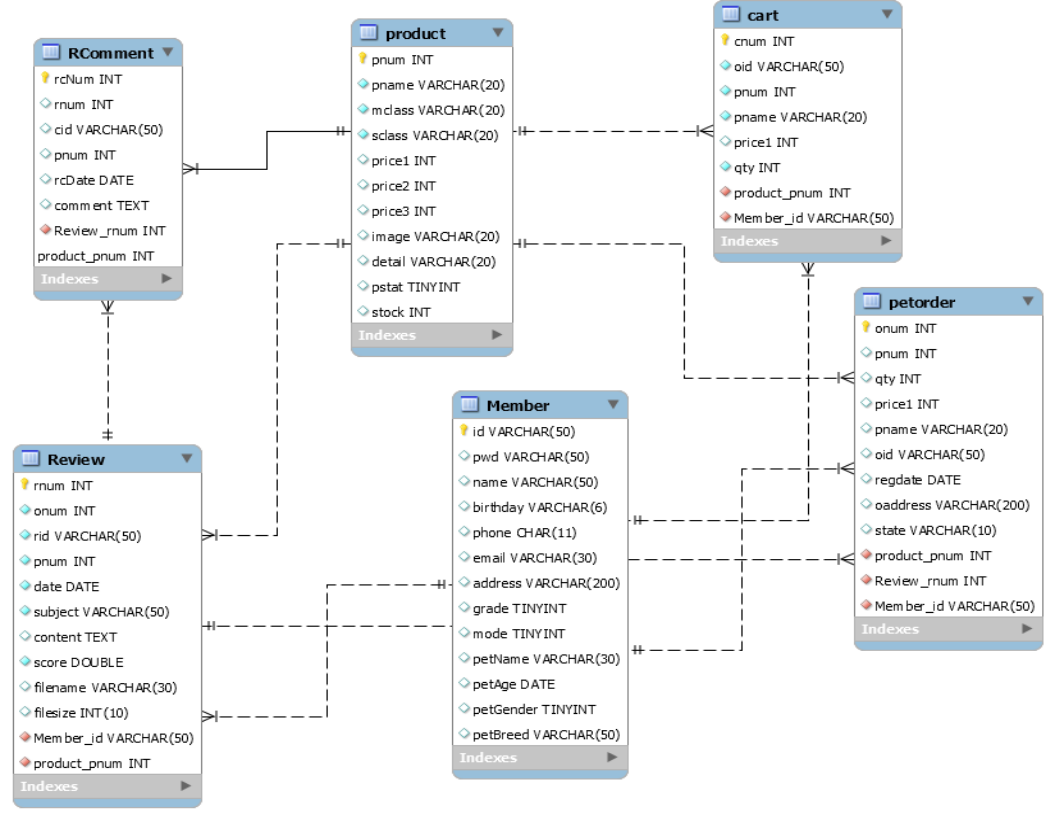 RComment
rcNum INT
rnum INT
cid VARCHAR(50)
pnum INT
rcDate DATE
comment TEXT
Review_rnum INT
product_pnum INT
Indexes
product
pnum INT
pname VARCHAR(20)
mclass VARCHAR(20)
sclass VARCHAR(20)
price1 INT
price2 INT
price3 INT
image VARCHAR(20)
detail VARCHAR(20)
pstat TINYINT
stock INT
Indexes
cart
cnum INT
oid VARCHAR(50)
pnum INT
pname VARCHAR(20)
price1 INT
qty INT
product_pnum INT
Member_id VARCHAR(50)
Indexes
petorder
onum INT
pnum INT
qty INT
price1 INT
pname VARCHAR(20)
oid VARCHAR(50)
regdate DATE
oaddress VARCHAR(200)
state VARCHAR(10)
product_pnum INT
Review_rnum INT
Member_id VARCHAR(50)
Indexes
Member
id VARCHAR(50)
pwd VARCHAR(50)
name VARCHAR(50)
birthday VARCHAR(6)
phone CHAR(11)
email VARCHAR(30)
address VARCHAR(200)
grade TINYINT
mode TINYINT
petName VARCHAR(30)
petAge DATE
petGender TINYINT
petBreed VARCHAR(50)
Indexes
Review
rnum INT
onum INT
rid VARCHAR(50)
pnum INT
date DATE
subject VARCHAR(50)
content TEXT
score DOUBLE
filename VARCHAR(30)
filesize INT(10)
Member_id VARCHAR(50)
product_pnum INT
Indexes